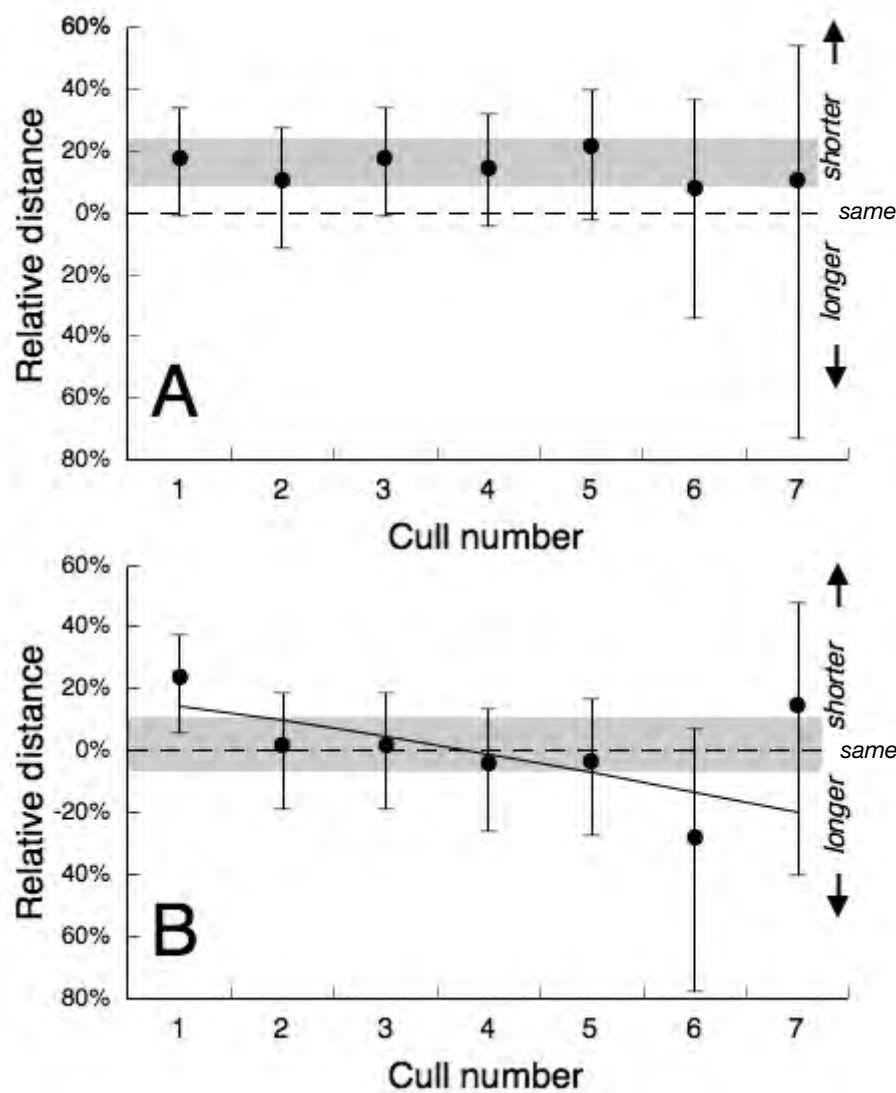 60%
40%
20%
0%
20%
40%
60%
80%
Relative distance
shorter
same
longer
A
1 2 3 4 5 6 7
Cull number
60%
40%
20%
0%
-20%
40%
60%
80%
Relative distance
shorter
same
longer
B
1 2 3 4 5 6 7
Cull number